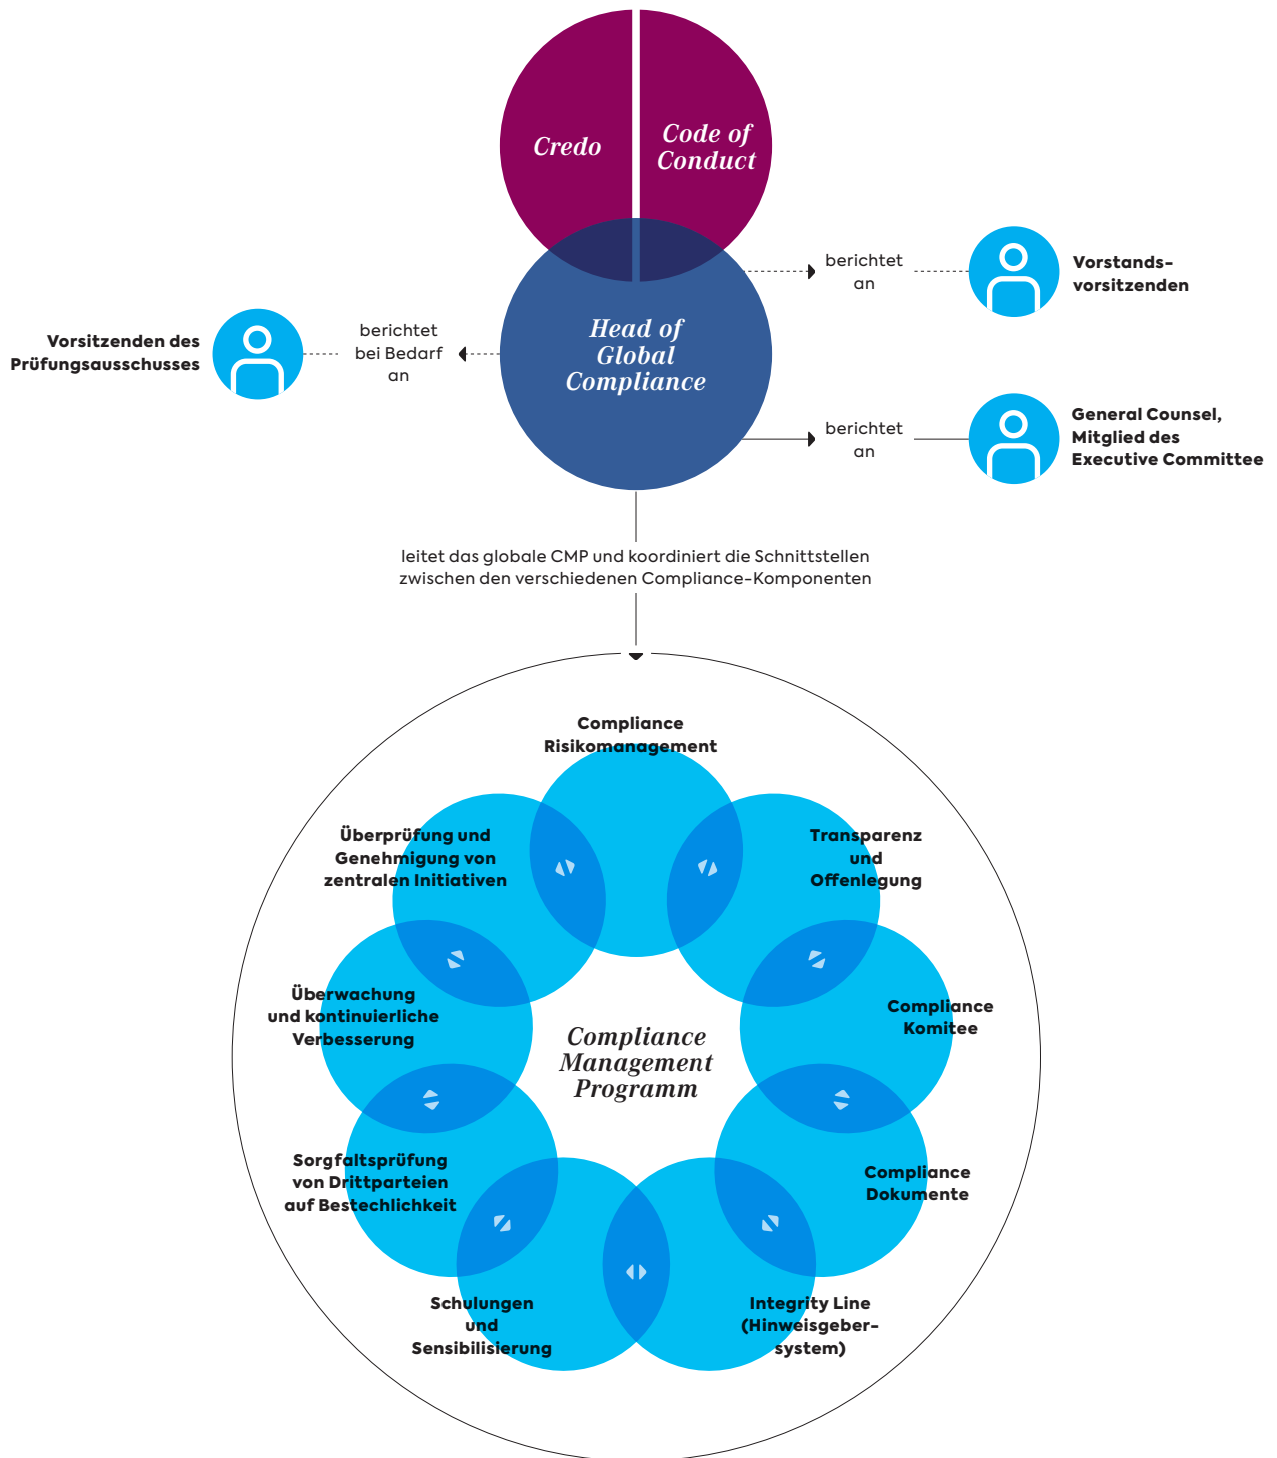 Credo
Code of
Conduct
berichtet
an
Vorstands-
vorsitzenden
Vorsitzenden des
Prüfungsausschusses
berichtet
bei Bedarf
an
Head of
Global
Compliance
berichtet
an
General Counsel,
Mitglied des
Executive Committee
leitet das globale CMP und koordiniert die Schnittstellen
zwischen den verschiedenen Compliance-Komponenten
Compliance
Risikomanagement
Überprüfung und
Genehmigung von
zentralen Initiativen
Transparenz
und
Offenlegung
Überwachung
und kontinuierliche
Verbesserung
Compliance
Komitee
Compliance
Management
Programm
Sorgfaltsprüfung
von Drittparteien
auf Bestechlichkeit
Compliance
Dokumente
Schulungen
und
Sensibilisierung
Integrity Line
(Hinweisgeber-
system)